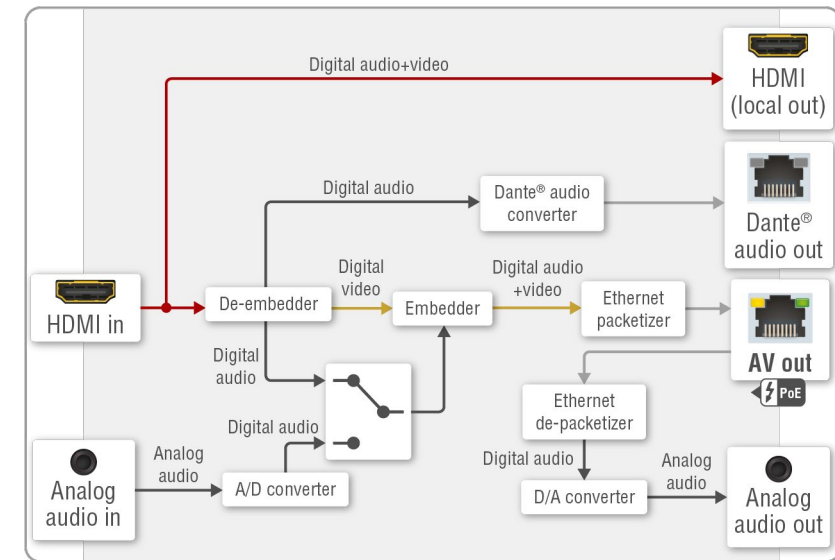 Digital audio+video
HDMI
(local out)
Digital audio
Dante® audio
converter
Dante®
audio out
HDMI in
De-embedder
Digital
video
Embedder
Digital audio
+video
Ethernet
packetizer
AV out
PoE
Digital
audio
Ethernet
de-packetizer
Digital audio
Analog
audio in
Analog
audio
A/D converter
Digital audio
D/A converter
Analog
audio
Analog
audio out